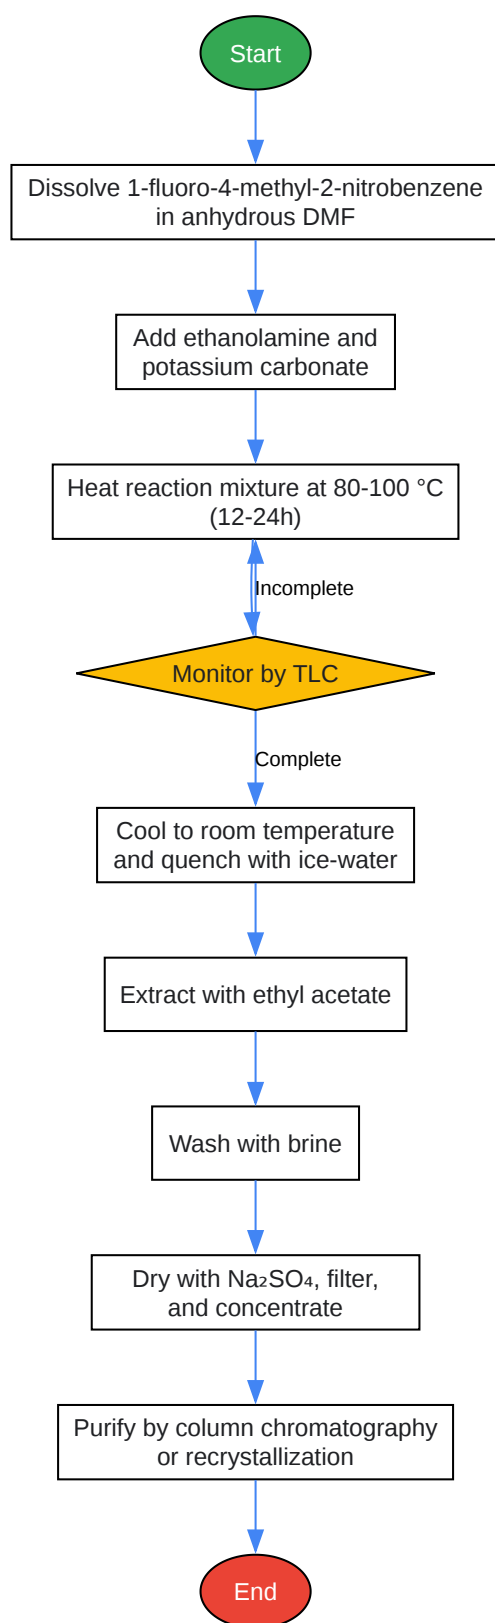 Start
Dissolve 1-fluoro-4-methyl-2-nitrobenzene
in anhydrous DMF
Add ethanolamine and
potassium carbonate
Heat reaction mixture at 80-100 °C
(12-24h)
Incomplete
Monitor by TLC
Complete
Cool to room temperature
and quench with ice-water
Extract with ethyl acetate
Wash with brine
Dry with Na₂SO₄, filter,
and concentrate
Purify by column chromatography
or recrystallization
End